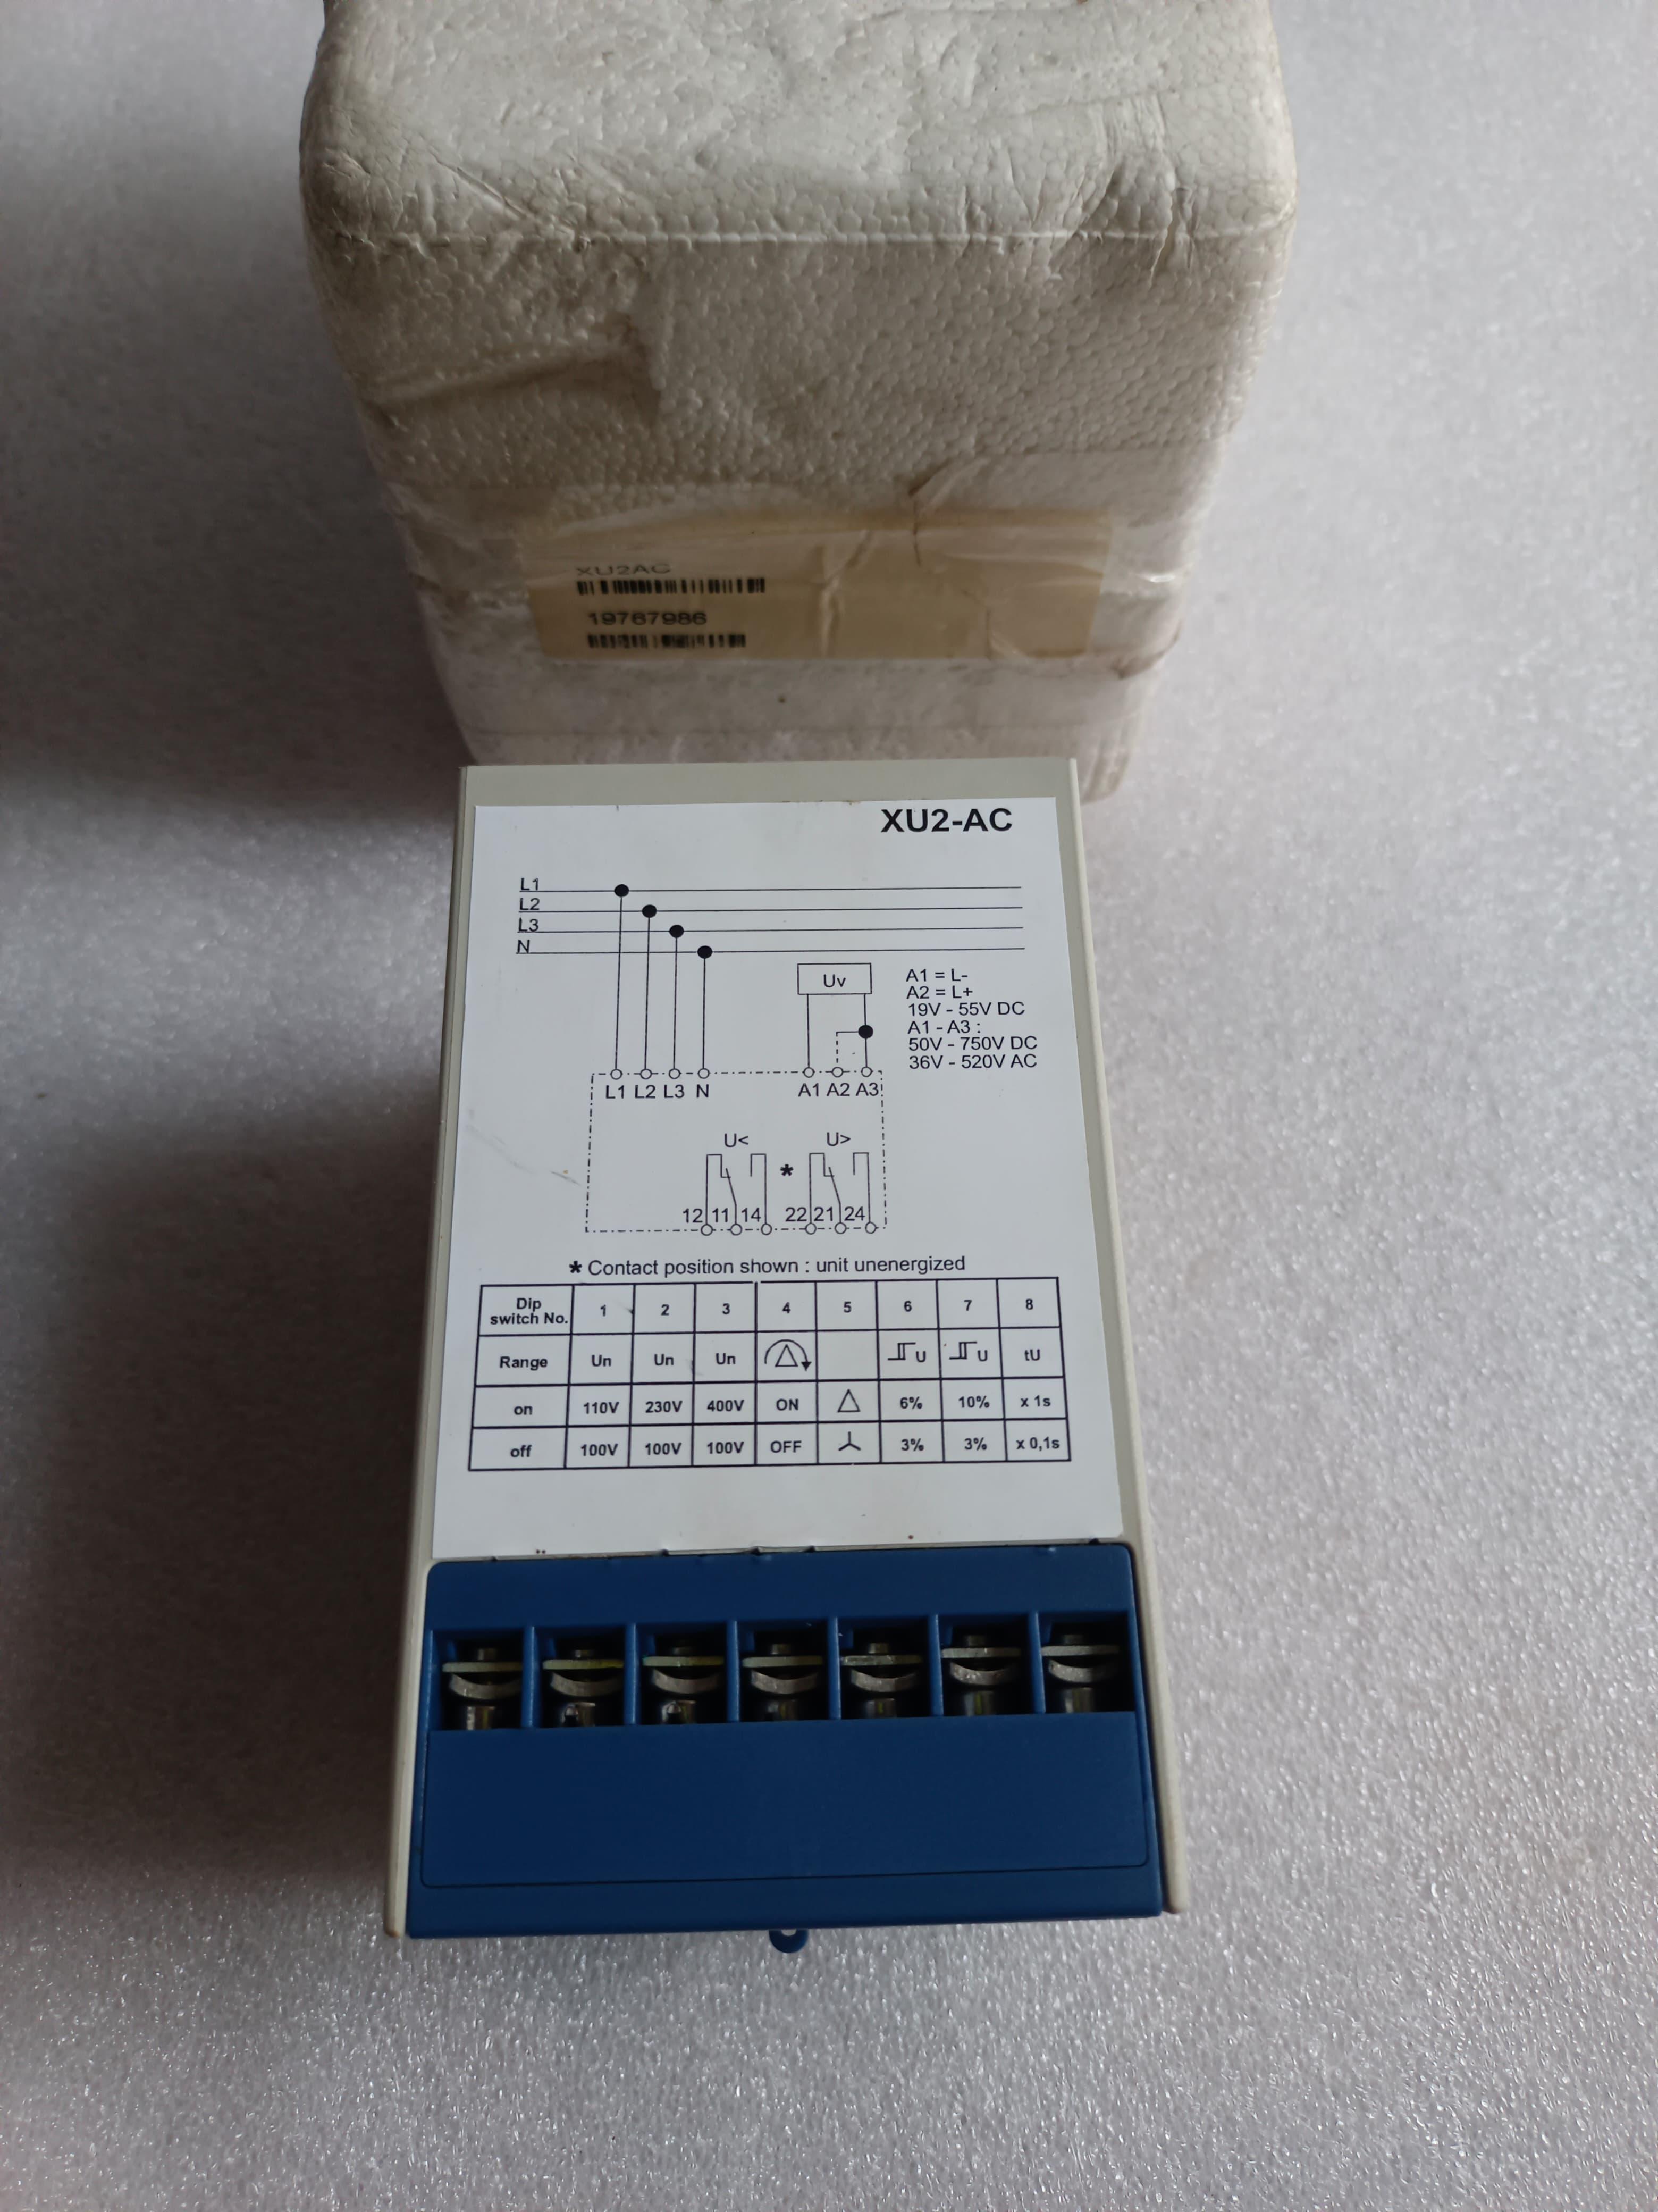 XU2AC
19767986
XU2-AC
L1
L2
L3
N
Uv
A1 = L-
A2 = L+
19V - 55V DC
A1 - A3 :
50V - 750V DC
36V - 520V AC
L1 L2 L3 N A1 A2 A3
U< U>
*
12 11 14 22 21 24
* Contact position shown : unit unenergized
Dip switch No. 1 2 3 4 5 6 7 8
Range Un Un Un U U tU
on 110V 230V 400V ON 6% 10% x 1s
off 100V 100V 100V OFF 3% 3% x 0,1s